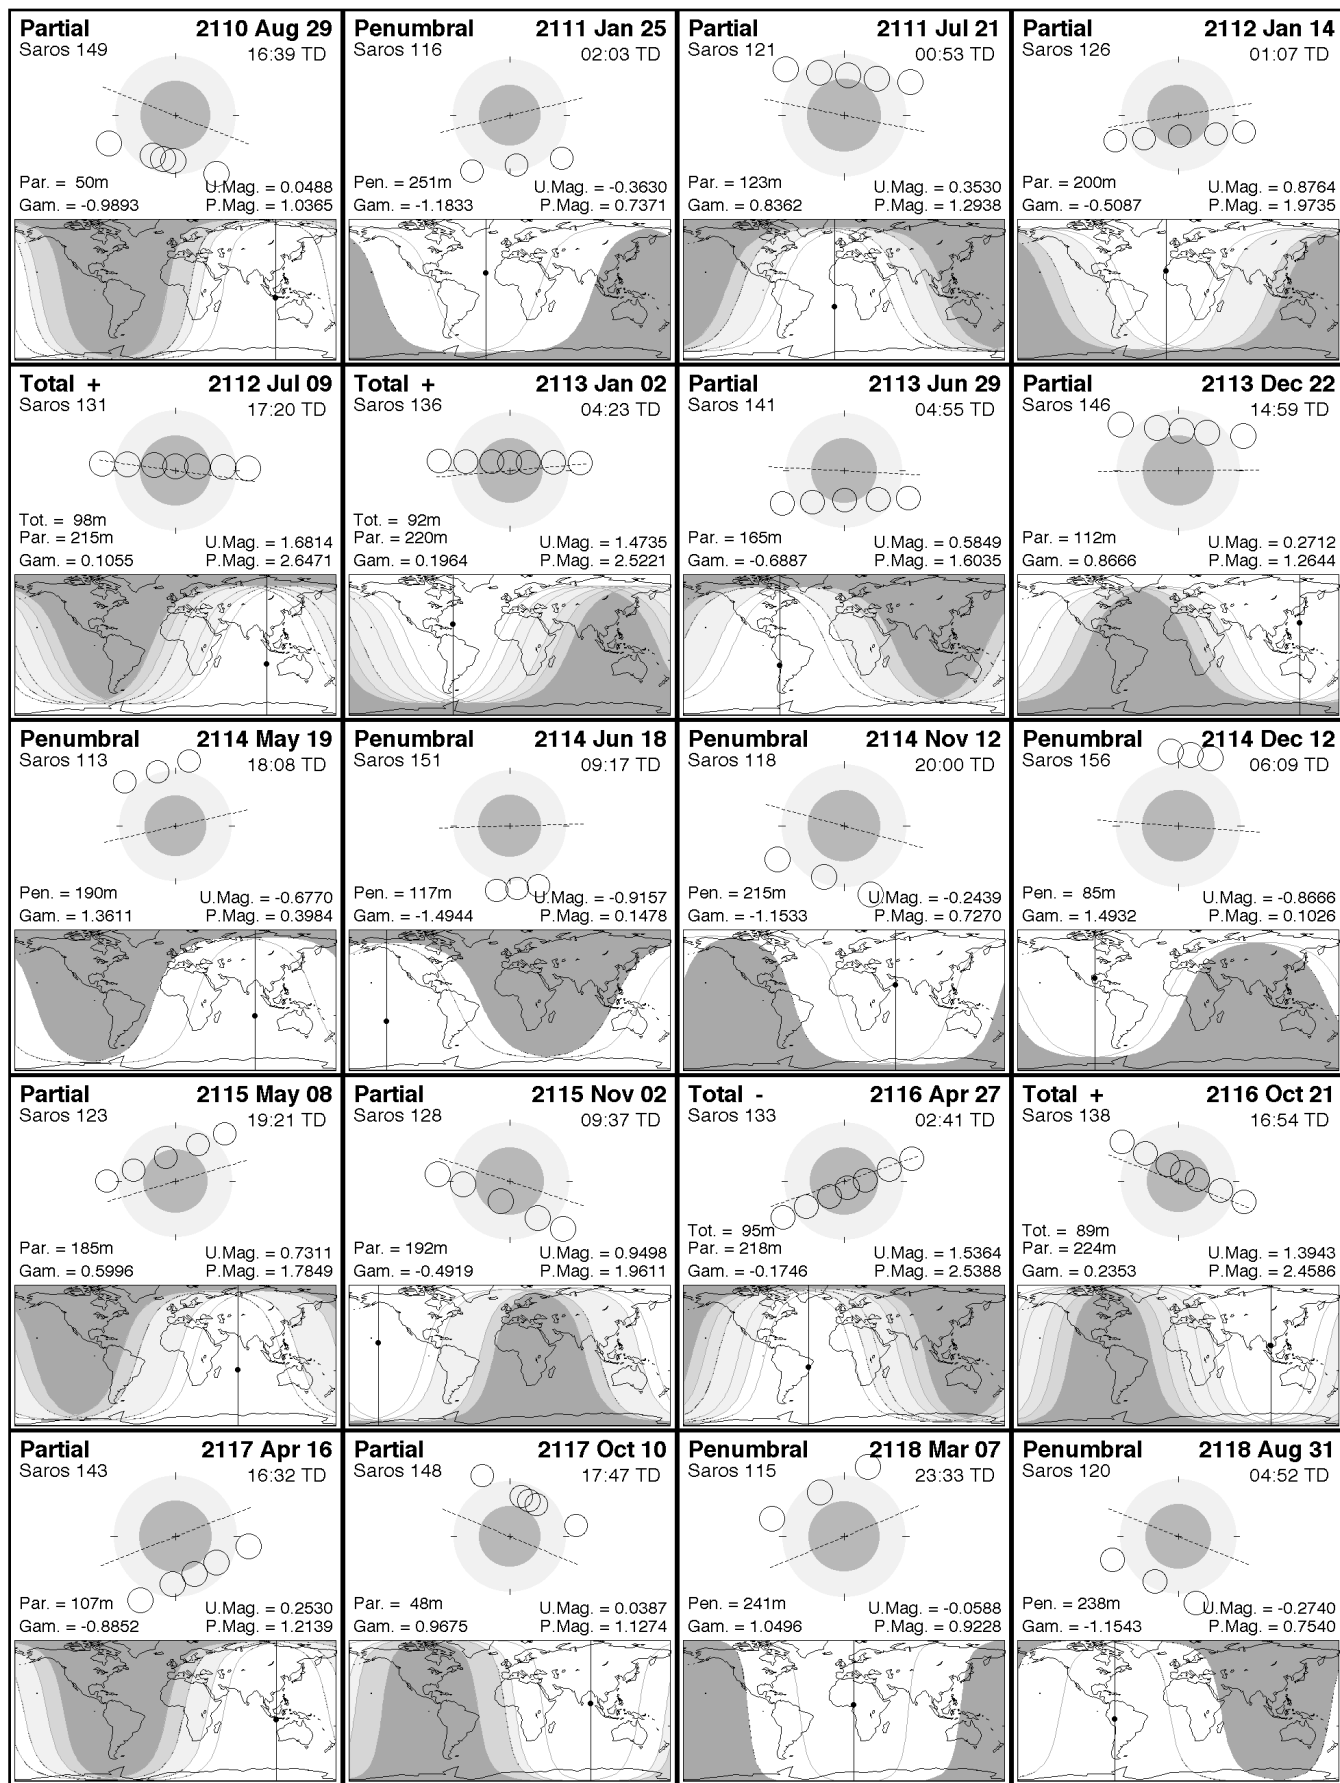 Partial 2110 Aug 29
Saros 149 16:39 TD
Par. = 50m U.Mag. = 0.0488
Gam. = -0.9893 P.Mag. = 1.0365
Penumbral 2111 Jan 25
Saros 116 02:03 TD
Pen. = 251m U.Mag. = -0.3630
Gam. = -1.1833 P.Mag. = 0.7371
Partial 2111 Jul 21
Saros 121 00:53 TD
Par. = 123m U.Mag. = 0.3530
Gam. = 0.8362 P.Mag. = 1.2938
Partial 2112 Jan 14
Saros 126 01:07 TD
Par. = 200m U.Mag. = 0.8764
Gam. = -0.5087 P.Mag. = 1.9735
Total + 2112 Jul 09
Saros 131 17:20 TD
Tot. = 98m
Par. = 215m U.Mag. = 1.6814
Gam. = 0.1055 P.Mag. = 2.6471
Total + 2113 Jan 02
Saros 136 04:23 TD
Tot. = 92m
Par. = 220m U.Mag. = 1.4735
Gam. = 0.1964 P.Mag. = 2.5221
Partial 2113 Jun 29
Saros 141 04:55 TD
Par. = 165m U.Mag. = 0.5849
Gam. = -0.6887 P.Mag. = 1.6035
Partial 2113 Dec 22
Saros 146 14:59 TD
Par. = 112m U.Mag. = 0.2712
Gam. = 0.8666 P.Mag. = 1.2644
Penumbral 2114 May 19
Saros 113 18:08 TD
Pen. = 190m U.Mag. = -0.6770
Gam. = 1.3611 P.Mag. = 0.3984
Penumbral 2114 Jun 18
Saros 151 09:17 TD
Pen. = 117m U.Mag. = -0.9157
Gam. = -1.4944 P.Mag. = 0.1478
Penumbral 2114 Nov 12
Saros 118 20:00 TD
Pen. = 215m U.Mag. = -0.2439
Gam. = -1.1533 P.Mag. = 0.7270
Penumbral 2114 Dec 12
Saros 156 06:09 TD
Pen. = 85m U.Mag. = -0.8666
Gam. = 1.4932 P.Mag. = 0.1026
Partial 2115 May 08
Saros 123 19:21 TD
Par. = 185m U.Mag. = 0.7311
Gam. = 0.5996 P.Mag. = 1.7849
Partial 2115 Nov 02
Saros 128 09:37 TD
Par. = 192m U.Mag. = 0.9498
Gam. = -0.4919 P.Mag. = 1.9611
Total - 2116 Apr 27
Saros 133 02:41 TD
Tot. = 95m
Par. = 218m U.Mag. = 1.5364
Gam. = -0.1746 P.Mag. = 2.5388
Total + 2116 Oct 21
Saros 138 16:54 TD
Tot. = 89m
Par. = 224m U.Mag. = 1.3943
Gam. = 0.2353 P.Mag. = 2.4586
Partial 2117 Apr 16
Saros 143 16:32 TD
Par. = 107m U.Mag. = 0.2530
Gam. = -0.8852 P.Mag. = 1.2139
Partial 2117 Oct 10
Saros 148 17:47 TD
Par. = 48m U.Mag. = 0.0387
Gam. = 0.9675 P.Mag. = 1.1274
Penumbral 2118 Mar 07
Saros 115 23:33 TD
Pen. = 241m U.Mag. = -0.0588
Gam. = 1.0496 P.Mag. = 0.9228
Penumbral 2118 Aug 31
Saros 120 04:52 TD
Pen. = 238m U.Mag. = -0.2740
Gam. = -1.1543 P.Mag. = 0.7540